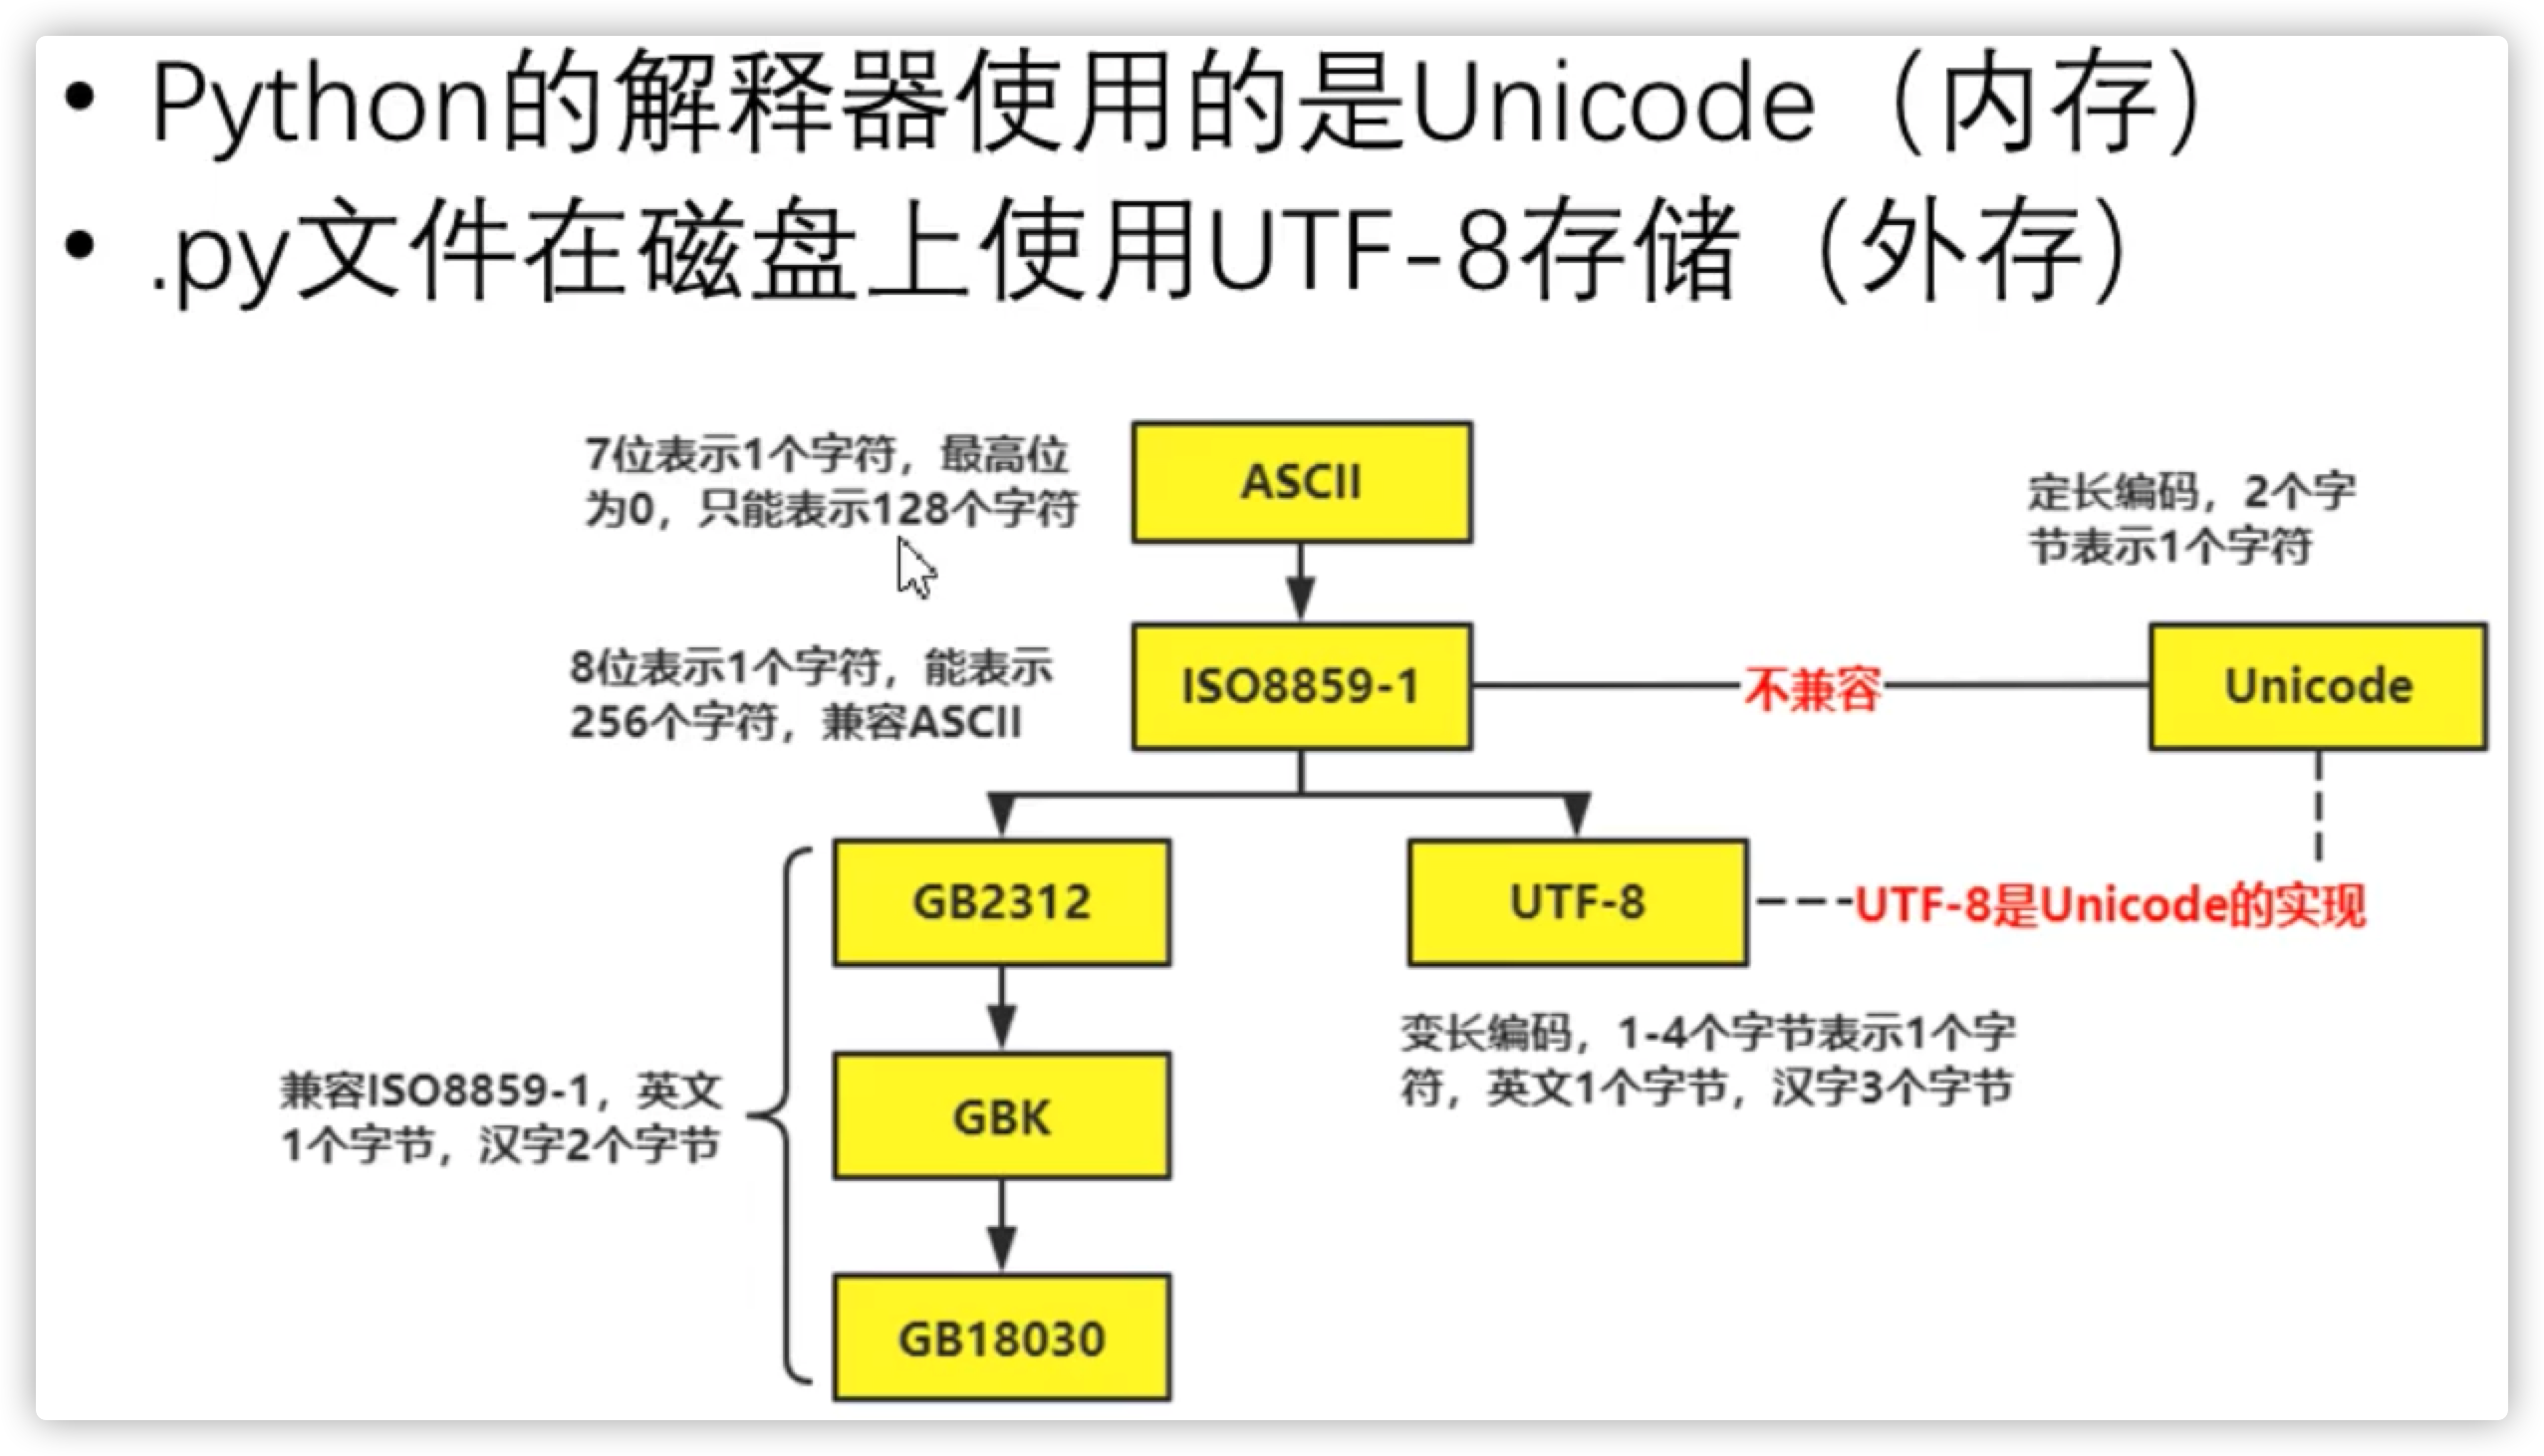 • Python的解释器使用的是Unicode（内存）
• .py文件在磁盘上使用UTF-8存储（外存）
7位表示1个字符，最高位
为0，只能表示128个字符
ASCII
定长编码，2个字
节表示1个字符
8位表示1个字符，能表示
256个字符，兼容ASCII
ISO8859-1
不兼容
Unicode
GB2312
UTF-8
UTF-8是Unicode的实现
变长编码，1-4个字节表示1个字
符，英文1个字节，汉字3个字节
兼容ISO8859-1，英文
1个字节，汉字2个字节
GBK
GB18030